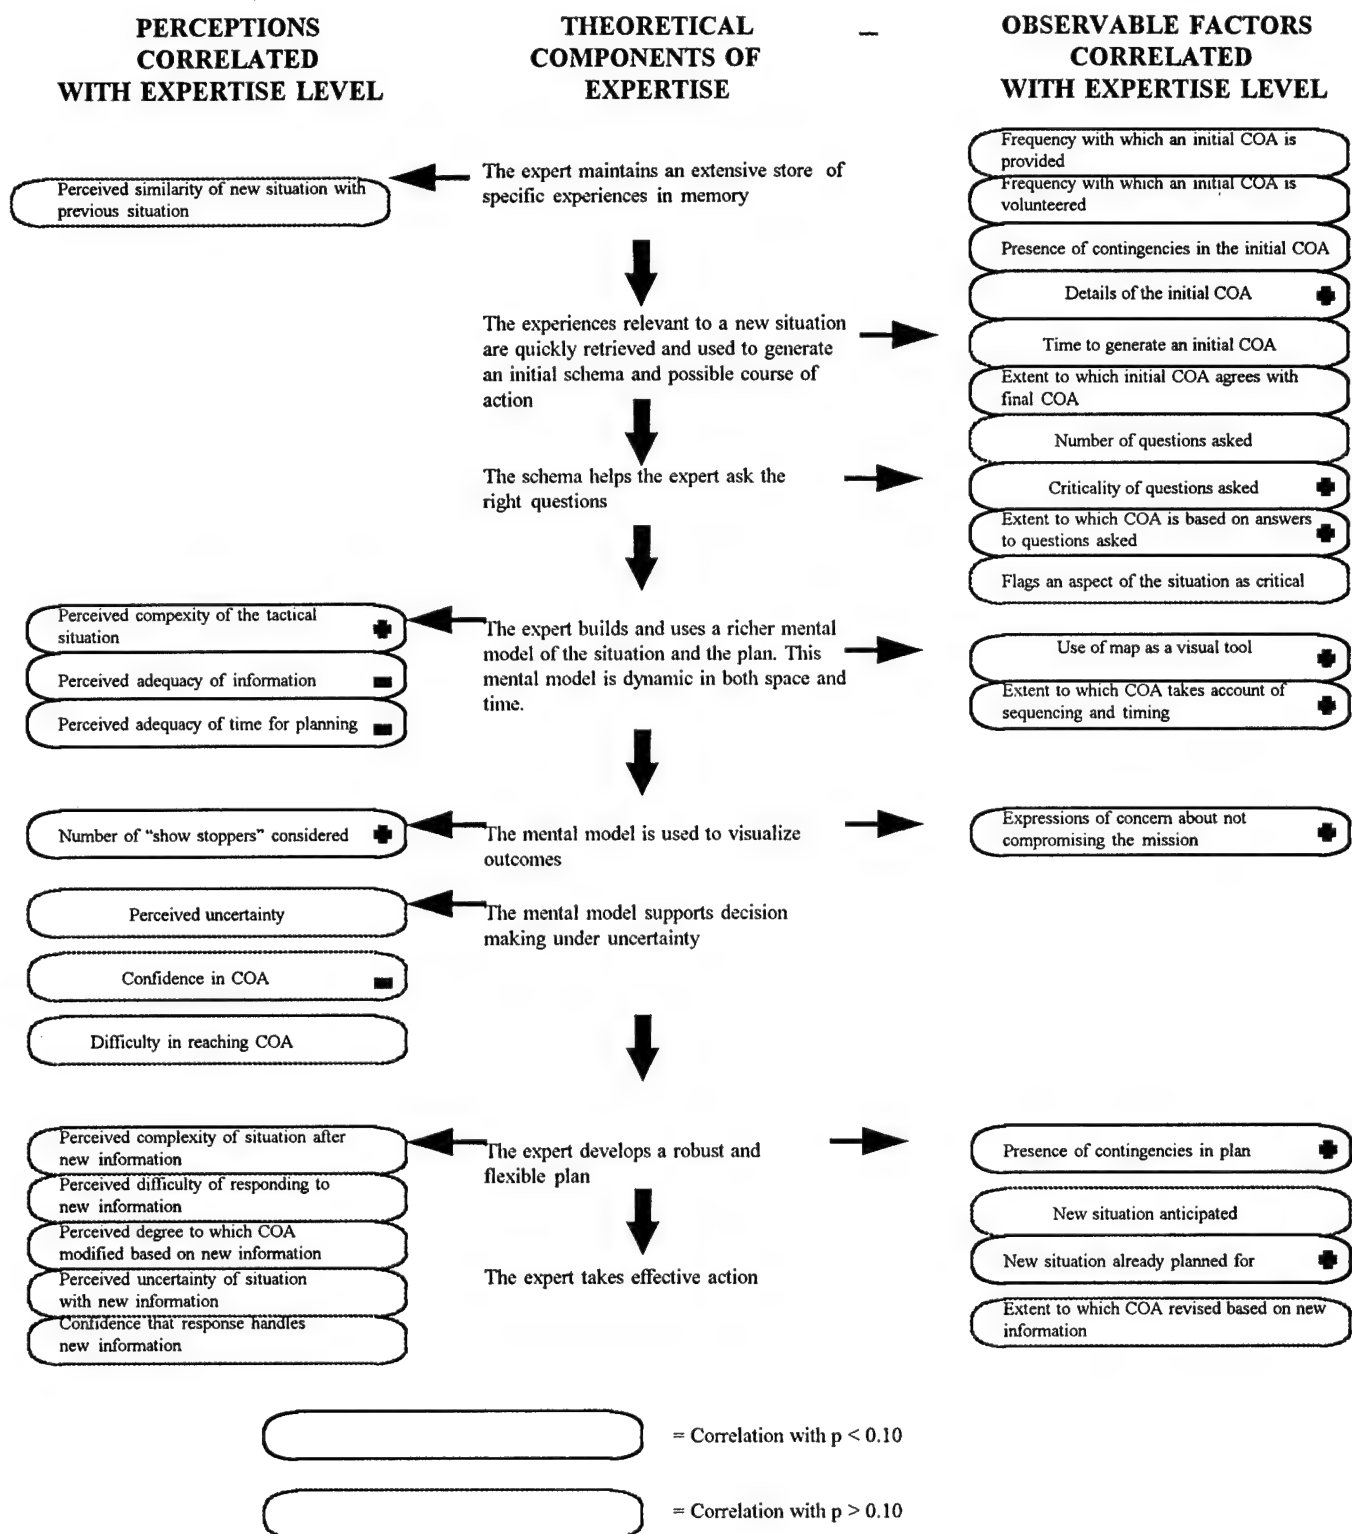 PERCEPTIONS
CORRELATED
WITH EXPERTISE LEVEL
THEORETICAL
COMPONENTS OF
EXPERTISE
OBSERVABLE FACTORS
CORRELATED
WITH EXPERTISE LEVEL
Perceived similarity of new situation with
previous situation
The expert maintains an extensive store of
specific experiences in memory
Frequency with which an initial COA is
provided
Frequency with which an initial COA is
volunteered
Presence of contingencies in the initial COA
Details of the initial COA
The experiences relevant to a new situation
are quickly retrieved and used to generate
an initial schema and possible course of
action
Time to generate an initial COA
Extent to which initial COA agrees with
final COA
Number of questions asked
The schema helps the expert ask the
right questions
Criticality of questions asked
Extent to which COA is based on answers
to questions asked
Flags an aspect of the situation as critical
Perceived compexity of the tactical
situation
Perceived adequacy of information
Perceived adequacy of time for planning
The expert builds and uses a richer mental
model of the situation and the plan. This
mental model is dynamic in both space and
time.
Use of map as a visual tool
Extent to which COA takes account of
sequencing and timing
Number of “show stoppers” considered
The mental model is used to visualize
outcomes
Expressions of concern about not
compromising the mission
Perceived uncertainty
The mental model supports decision
making under uncertainty
Confidence in COA
Difficulty in reaching COA
Perceived complexity of situation after
new information
Perceived difficulty of responding to
new information
Perceived degree to which COA
modified based on new information
Perceived uncertainty of situation
with new information
Confidence that response handles
new information
The expert develops a robust and
flexible plan
The expert takes effective action
Presence of contingencies in plan
New situation anticipated
New situation already planned for
Extent to which COA revised based on new
information
= Correlation with p < 0.10
= Correlation with p > 0.10